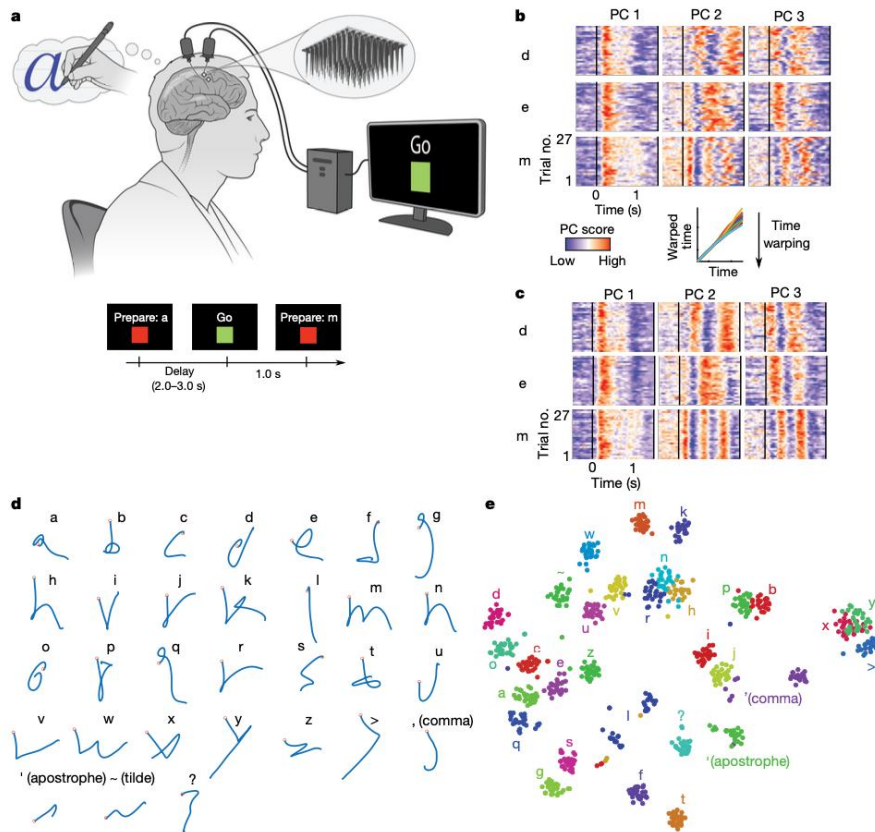 a
a
Go
Prepare: a
Go
Prepare: m
Delay
(2.0–3.0 s)
1.0 s
b
PC 1 PC 2 PC 3
d
e
m
Trial no.
27
1
0 1
Time (s)
PC score
Low High
Warped
time
Time
Time
warping
c
PC 1 PC 2 PC 3
d
e
m
Trial no.
27
1
0 1
Time (s)
d
a b c d e f g
h i j k l m n
o p q r s t u
v w x y z > , (comma)
' (apostrophe) ~ (tilde) ?
e
m k
w
n
d ~ v r h p b
u
y
x
o c i >
e z j
a l '(comma)
q ?
s '(apostrophe)
g f
t